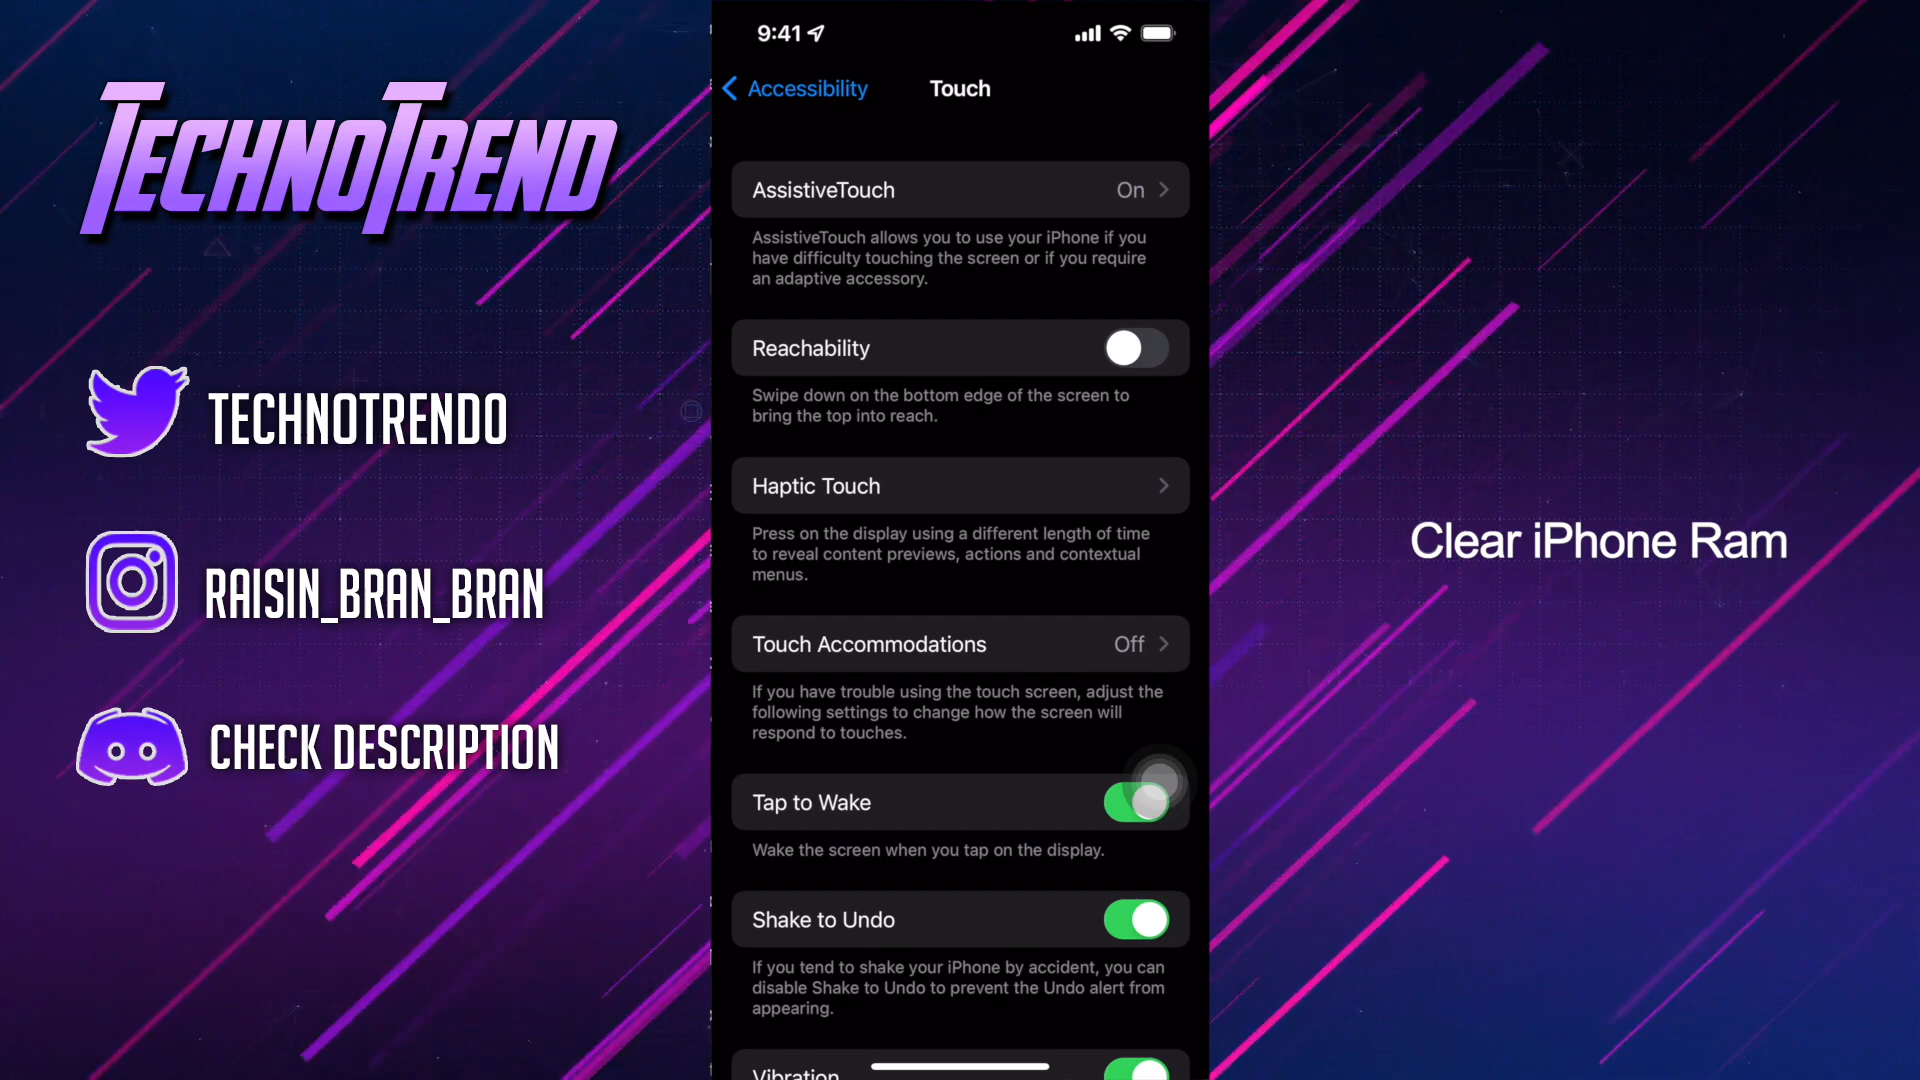 TECHNOTREND
TECHNOTRENDO
RAISIN_BRAN_BRAN
CHECK DESCRIPTION
9:41
Accessibility
Touch
AssistiveTouch On
AssistiveTouch allows you to use your iPhone if you
have difficulty touching the screen or if you require
an adaptive accessory.
Reachability
Swipe down on the bottom edge of the screen to
bring the top into reach.
Haptic Touch
Press on the display using a different length of time
to reveal content previews, actions and contextual
menus.
Touch Accommodations Off
If you have trouble using the touch screen, adjust the
following settings to change how the screen will
respond to touches.
Tap to Wake
Wake the screen when you tap on the display.
Shake to Undo
If you tend to shake your iPhone by accident, you can
disable Shake to Undo to prevent the Undo alert from
appearing.
Vibration
Clear iPhone Ram